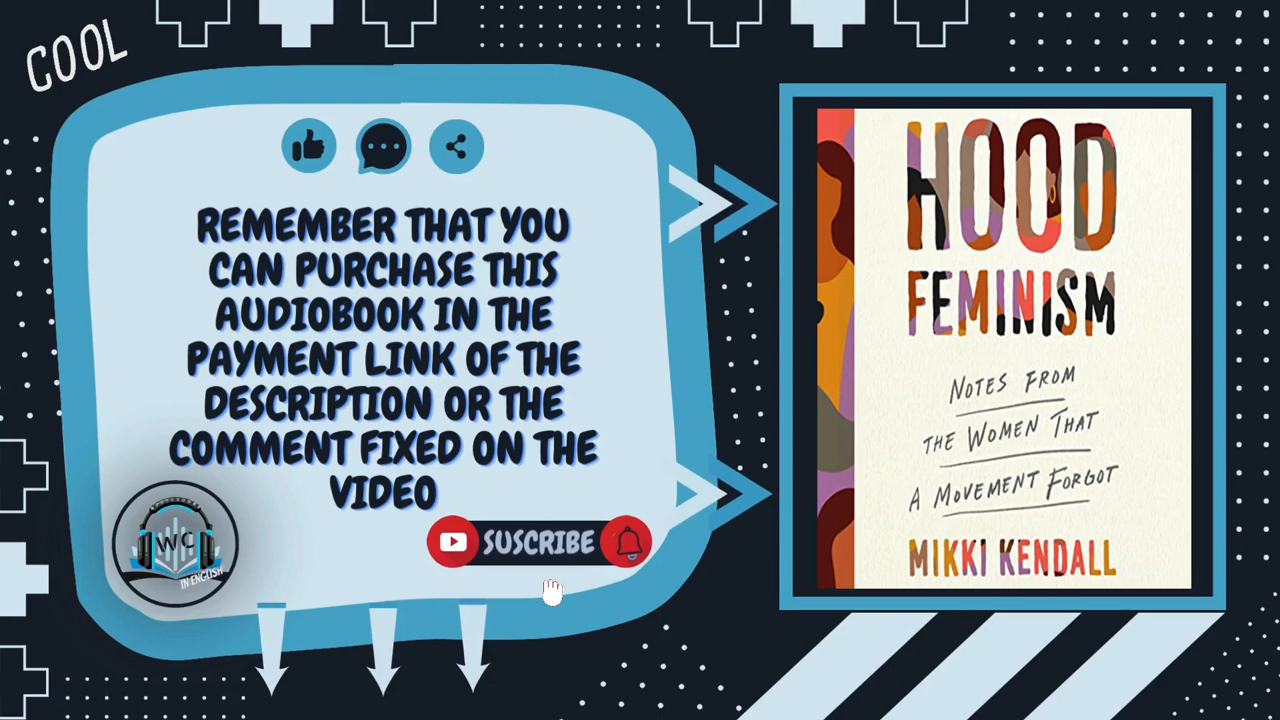 COOL
REMEMBER THAT YOU
CAN PURCHASE THIS
AUDIOBOOK IN THE
PAYMENT LINK OF THE
DESCRIPTION OR THE
COMMENT FIXED ON THE
VIDEO
WC
IN ENGLISH
SUSCRIBE
HOOD
FEMINISM
NOTES FROM
THE WOMEN THAT
A MOVEMENT FORGOT
MIKKI KENDALL